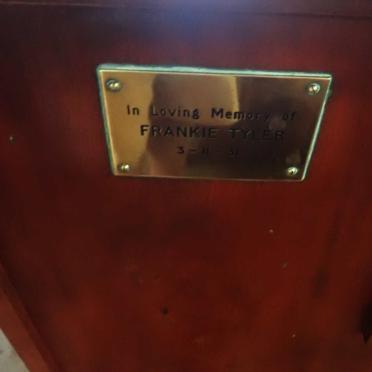 In Loving Memory of
FRANKIE TYLER